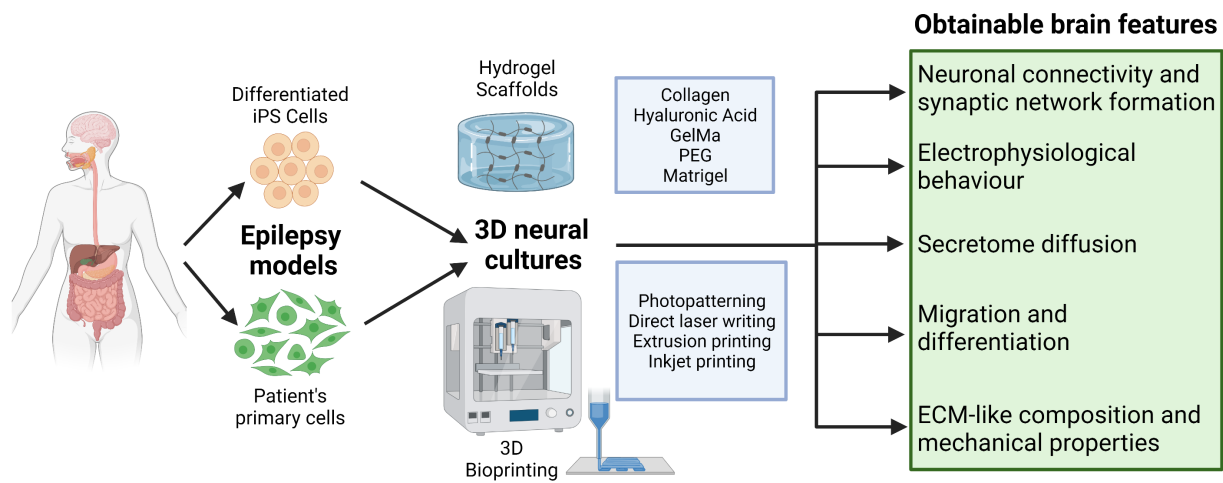 Differentiated
iPS Cells
Epilepsy
models
Patient's
primary cells
Hydrogel
Scaffolds
3D neural
cultures
3D
Bioprinting
Collagen
Hyaluronic Acid
GelMa
PEG
Matrigel
Photopatterning
Direct laser writing
Extrusion printing
Inkjet printing
Obtainable brain features
Neuronal connectivity and
synaptic network formation
Electrophysiological
behaviour
Secretome diffusion
Migration and
differentiation
ECM-like composition and
mechanical properties